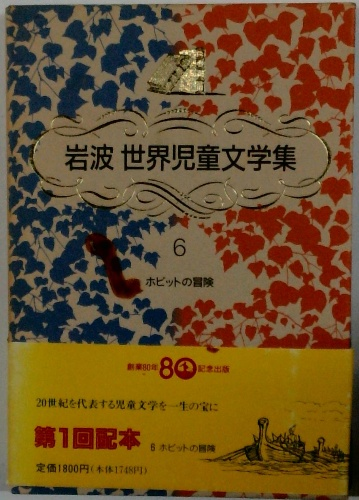 岩波 世界児童文学集
6
ホビットの冒険
創業80年 80 記念出版
20世紀を代表する児童文学を一生の宝に
第1回配本 6 ホビットの冒険
定価1800円(本体1748円)